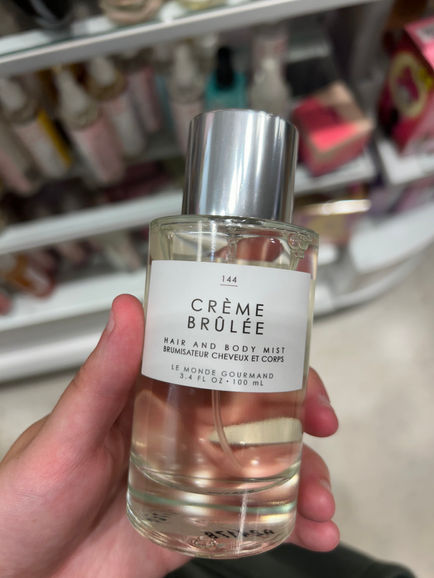 144
CRÈME
BRÛLÉE
HAIR AND BODY MIST
BRUMISATEUR CHEVEUX ET CORPS
LE MONDE GOURMAND
3.4 FL OZ • 100 mL